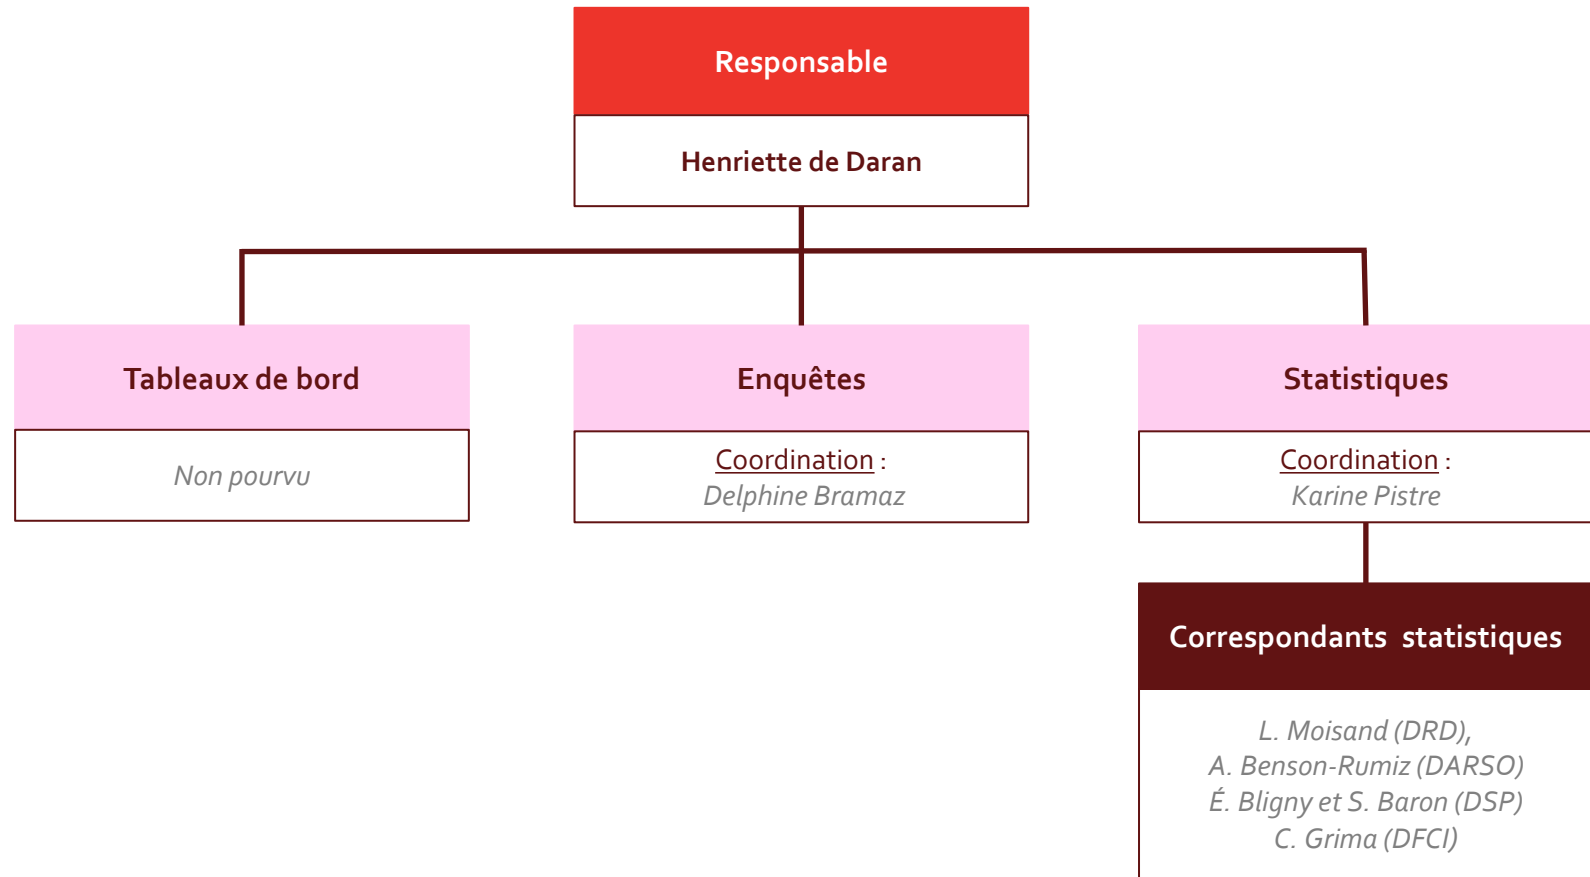 Responsable
Henriette de Daran
Tableaux de bord
Non pourvu
Enquêtes
Coordination :
Delphine Bramaz
Statistiques
Coordination :
Karine Pistre
Correspondants statistiques
L. Moisand (DRD),
A. Benson-Rumiz (DARSO)
É. Bligny et S. Baron (DSP)
C. Grima (DFCI)